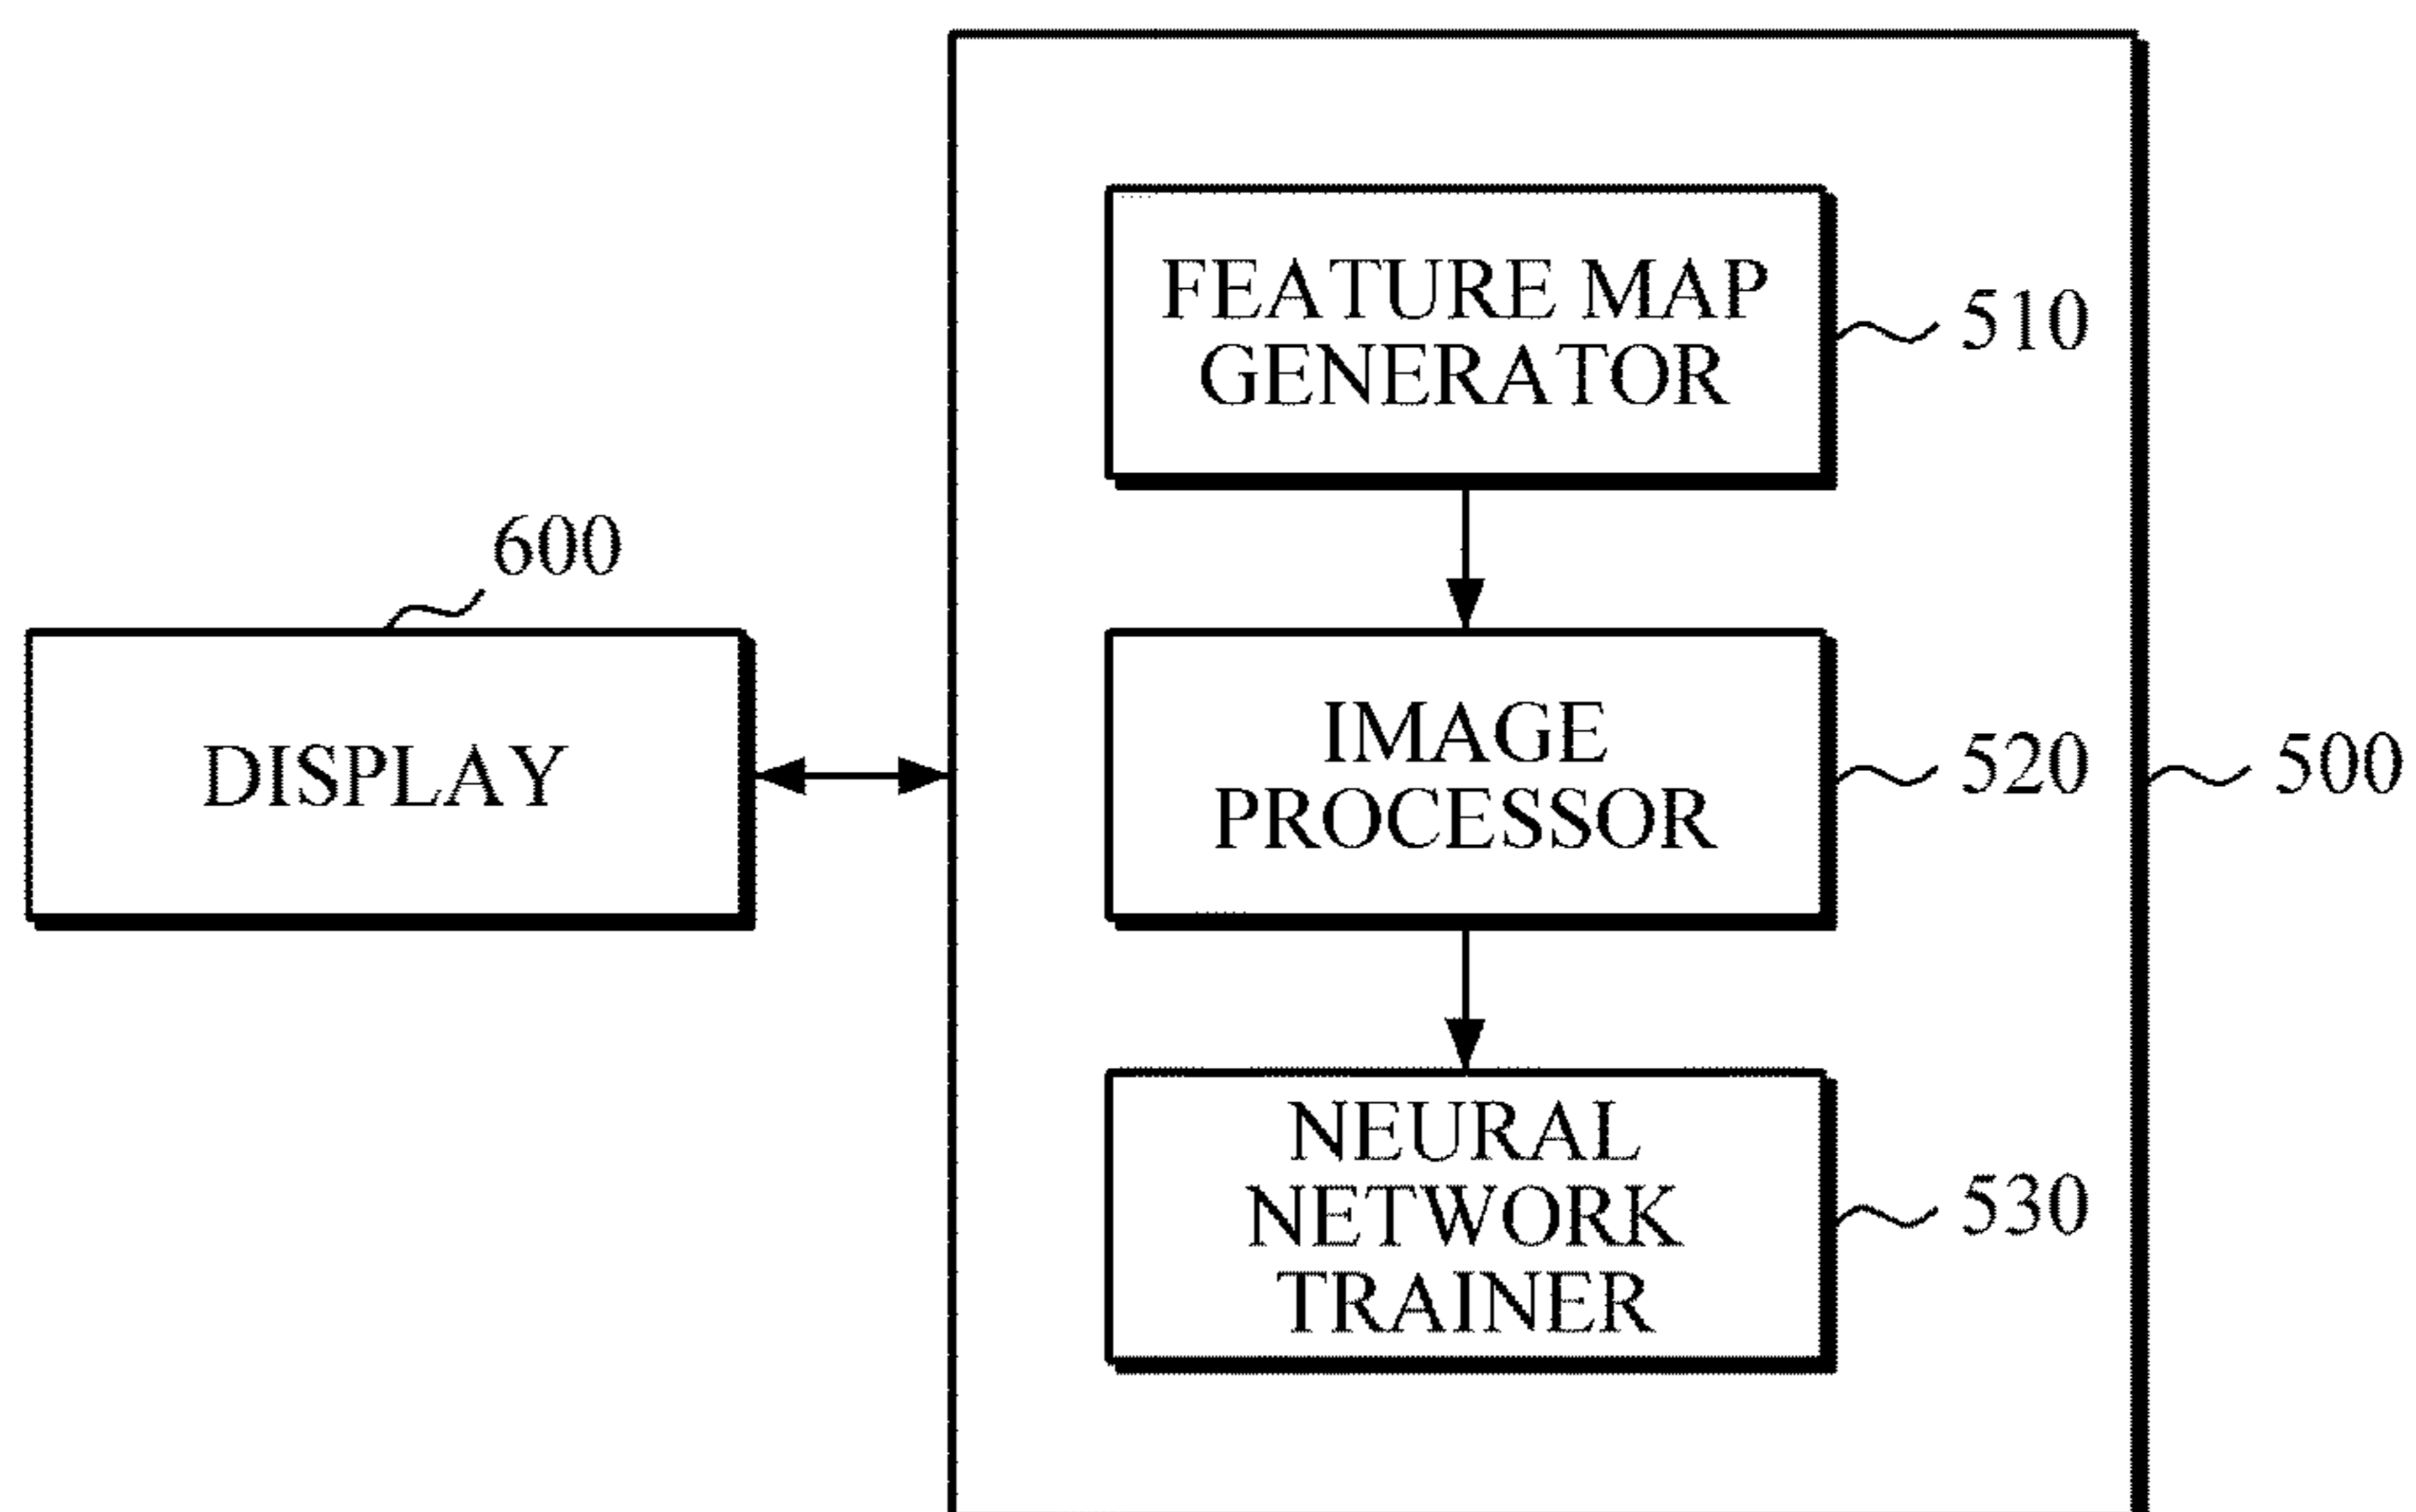 FEATURE MAP
GENERATOR
510
600
DISPLAY
IMAGE
PROCESSOR
520
500
NEURAL
NETWORK
TRAINER
530